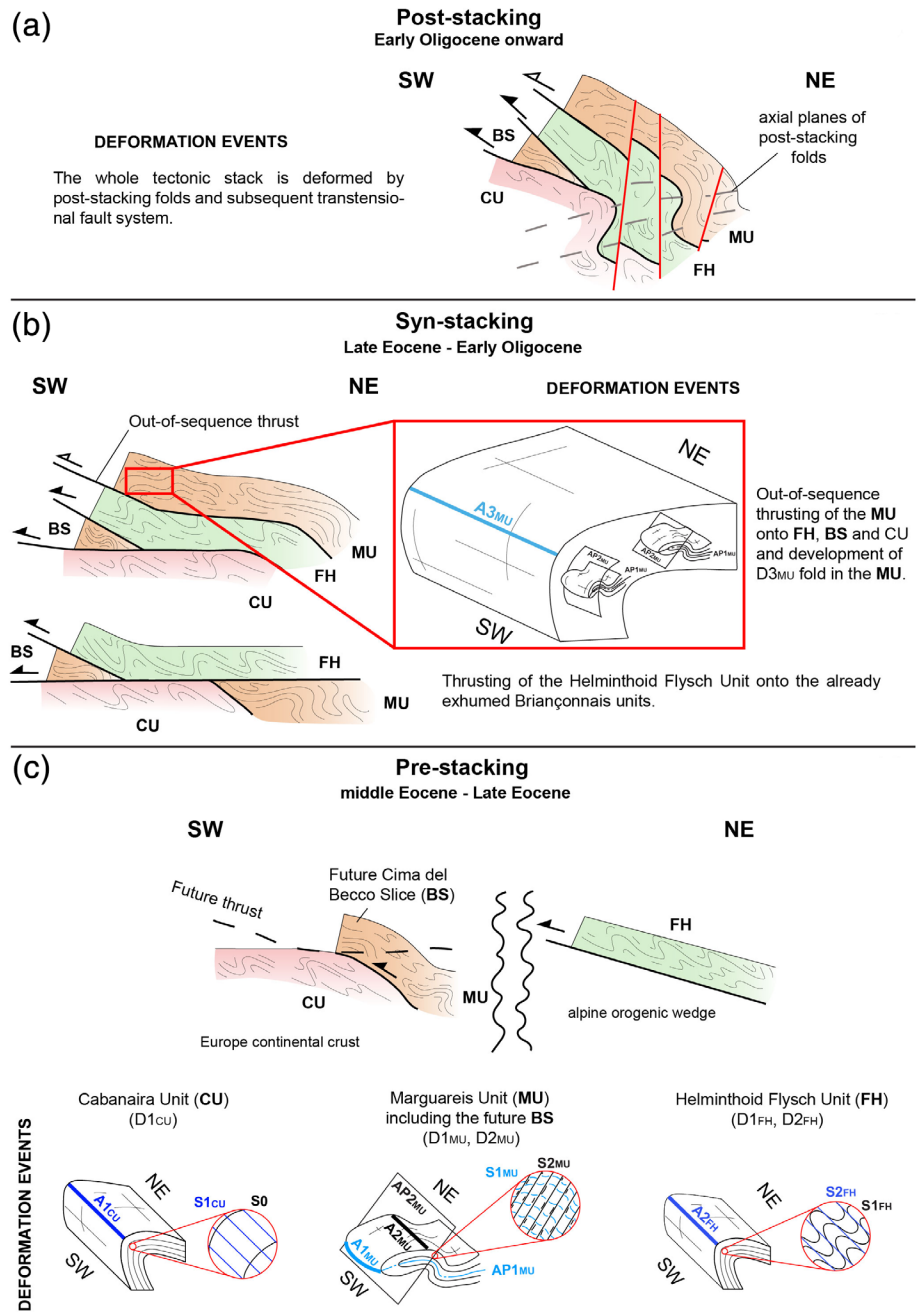 (a)
Post-stacking
Early Oligocene onward
SW
NE
DEFORMATION EVENTS
The whole tectonic stack is deformed by
post-stacking folds and subsequent transtensio-
nal fault system.
axial planes of
post-stacking
folds
BS
CU
MU
FH
(b)
Syn-stacking
Late Eocene - Early Oligocene
SW
NE
DEFORMATION EVENTS
Out-of-sequence thrust
BS
MU
FH
CU
NE
A3MU
AP2MU
AP1MU
AP2MU
AP1MU
SW
Out-of-sequence
thrusting of the MU
onto FH, BS and CU
and development of
D3MU fold in the MU.
BS
FH
MU
CU
Thrusting of the Helminthoid Flysch Unit onto the already
exhumed Briançonnais units.
(c)
Pre-stacking
middle Eocene - Late Eocene
SW
NE
Future thrust
Future Cima del
Becco Slice (BS)
FH
CU
MU
alpine orogenic wedge
Europe continental crust
DEFORMATION EVENTS
Cabanaira Unit (CU)
(D1CU)
NE
A1CU
S1CU
S0
SW
Marguareis Unit (MU)
including the future BS
(D1MU, D2MU)
S1MU
S2MU
AP2MU
NE
A2MU
A1MU
SW
AP1MU
Helminthoid Flysch Unit (FH)
(D1FH, D2FH)
NE
A2FH
S2FH
S1FH
SW